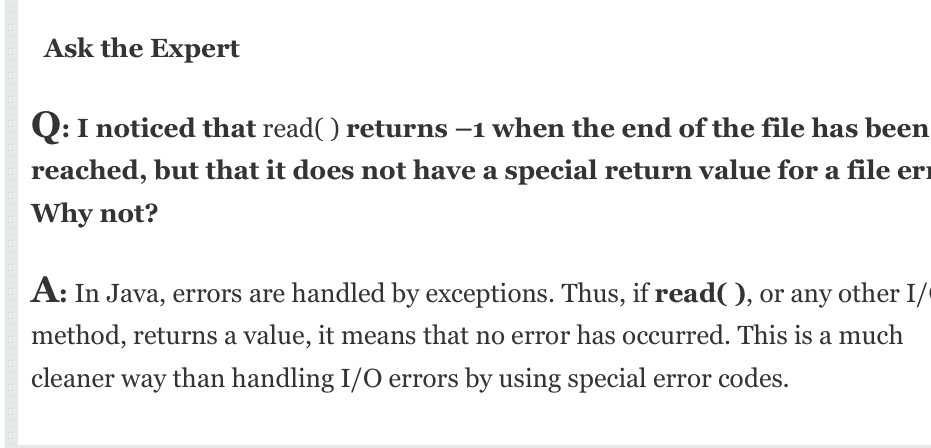 Ask the Expert
Q: I noticed that read( ) returns –1 when the end of the file has been
reached, but that it does not have a special return value for a file
Why not?
A: In Java, errors are handled by exceptions. Thus, if read( ), or any other
method, returns a value, it means that no error has occurred. This is a much
cleaner way than handling I/O errors by using special error codes.